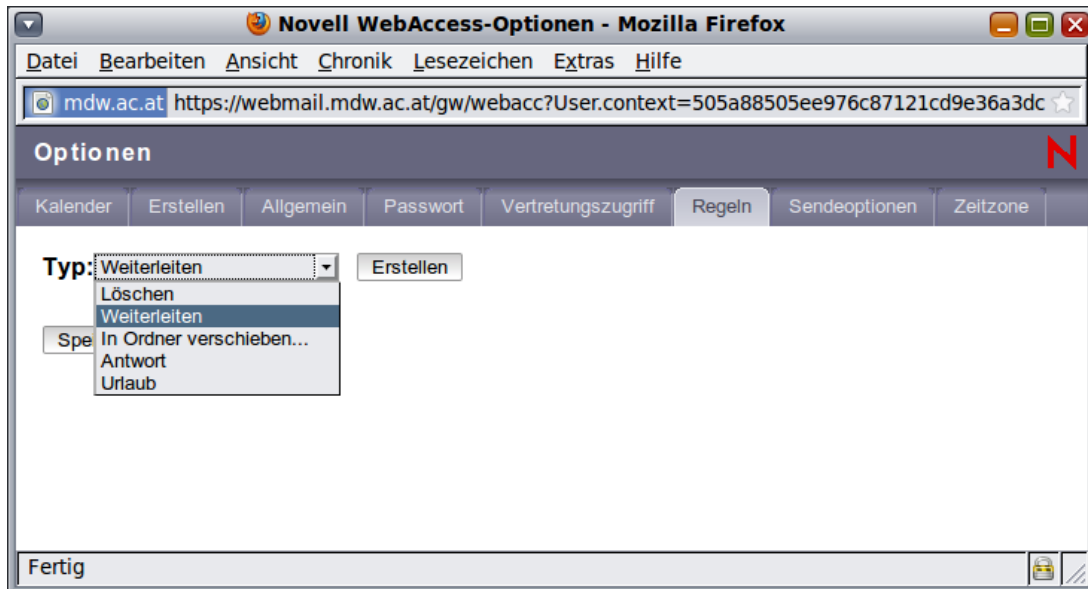 Novell WebAccess-Optionen - Mozilla Firefox
Datei Bearbeiten Ansicht Chronik Lesezeichen Extras Hilfe
mdw.ac.at https://webmail.mdw.ac.at/gw/webacc?User.context=505a88505ee976c87121cd9e36a3dc
Optionen N
Kalender Erstellen Allgemein Passwort Vertretungszugriff Regeln Sendeoptionen Zeitzone
Typ: Weiterleiten Erstellen
Löschen
Weiterleiten
In Ordner verschieben...
Antwort
Urlaub
Fertig